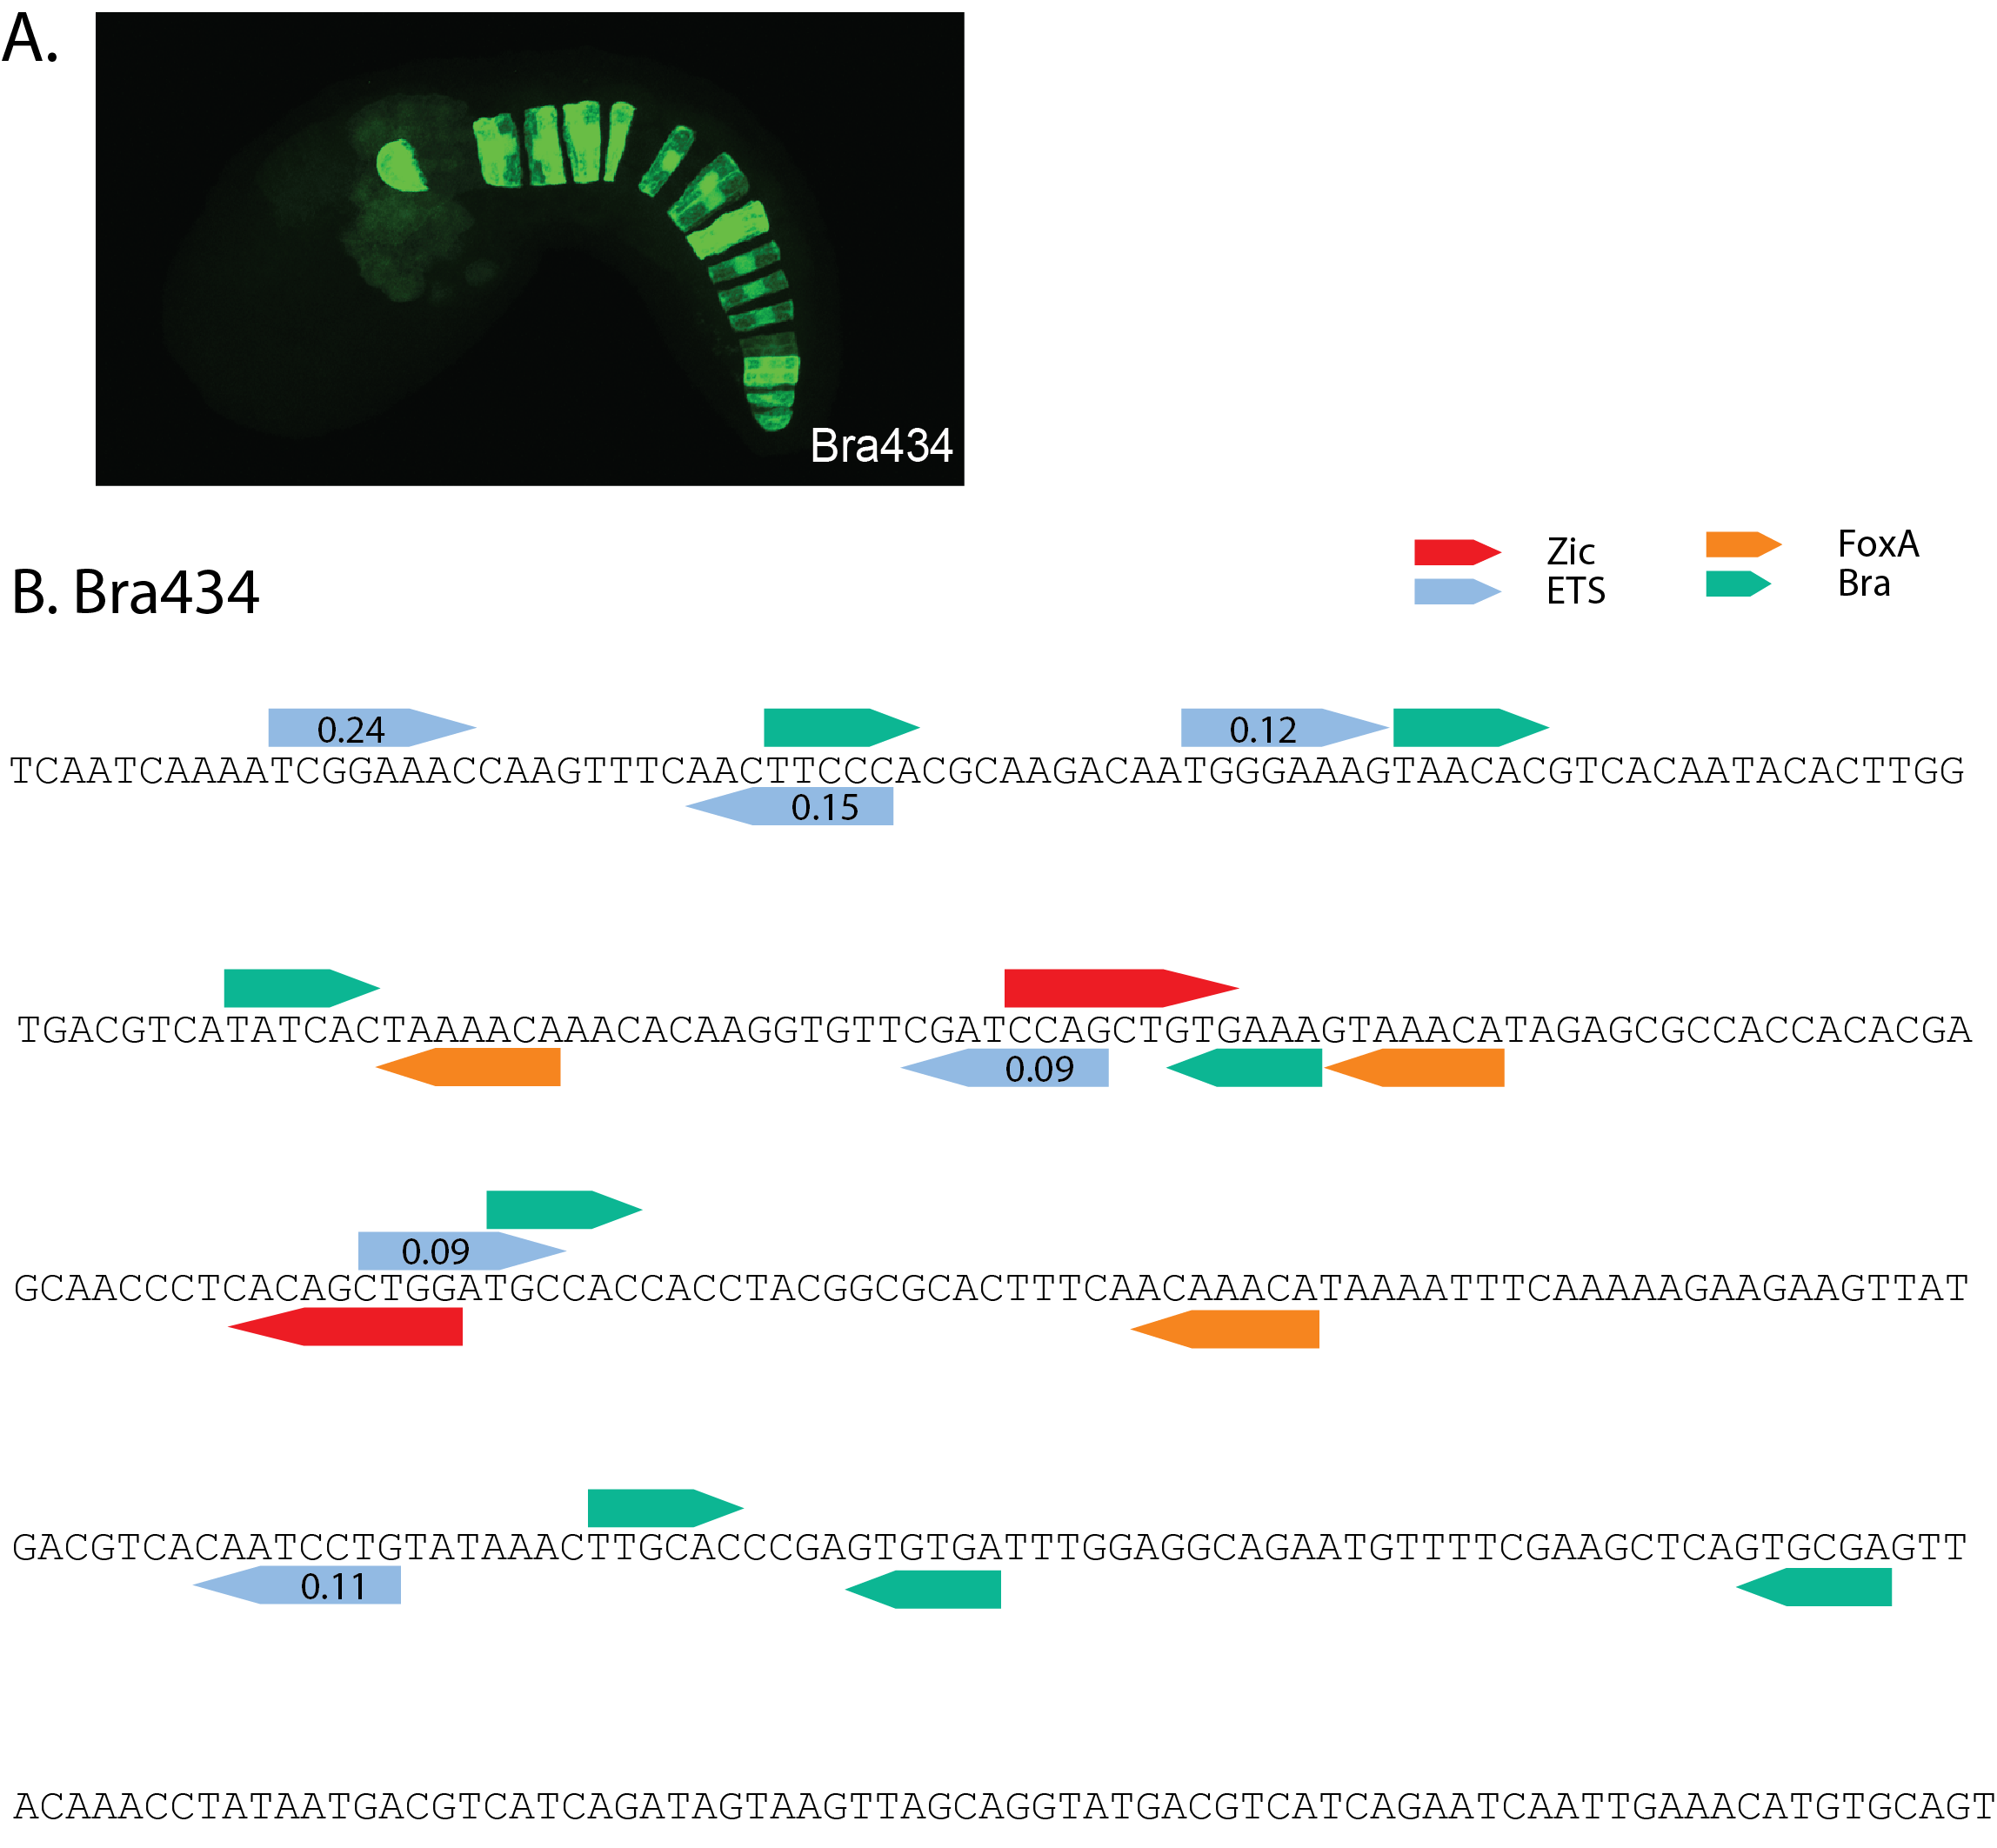 A.
Bra434
Zic
FoxA
ETS
Bra
B. Bra434
0.24
0.12
TCAATCAAAATCGGAAACCAAGTTTCAACTTCCCACGCAAGACAATGGGAAAGTAACACGTCACAATACACTTGG
0.15
TGACGTCATATCACTAAAACAAACACAAGGTGTTCGATCCAGCTGTGAAAGTAAACATAGAGCGCCACCACACGA
0.09
0.09
GCAACCCTCACAGCTGGATGCCACCACCTACGGCGCACTTTCAACAAACATAAAATTTCAAAAAGAAGAAGTTAT
GACGTCACAATCCTGTATAAACTTGCACCCGAGTGTGATTTGGAGGCAGAATGTTTTCGAAGCTCAGTGCGAGTT
0.11
ACAAACCTATAATGACGTCATCAGATAGTAAGTTAGCAGGTATGACGTCATCAGAATCAATTGAAACATGTGCAGT